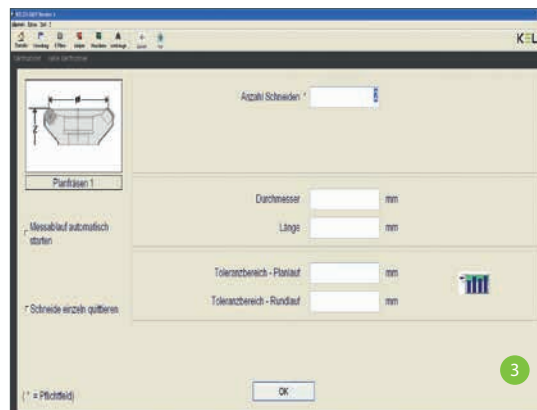 KEL
Anzahl Schneiden *
Z
Planfräsen 1
Durchmesser mm
Messablauf automatisch
starten
Länge mm
Toleranzbereich - Planlauf mm
Toleranzbereich - Rundlauf mm
Schneide einzeln quittieren
3
(* = Pflichtfeld)
OK